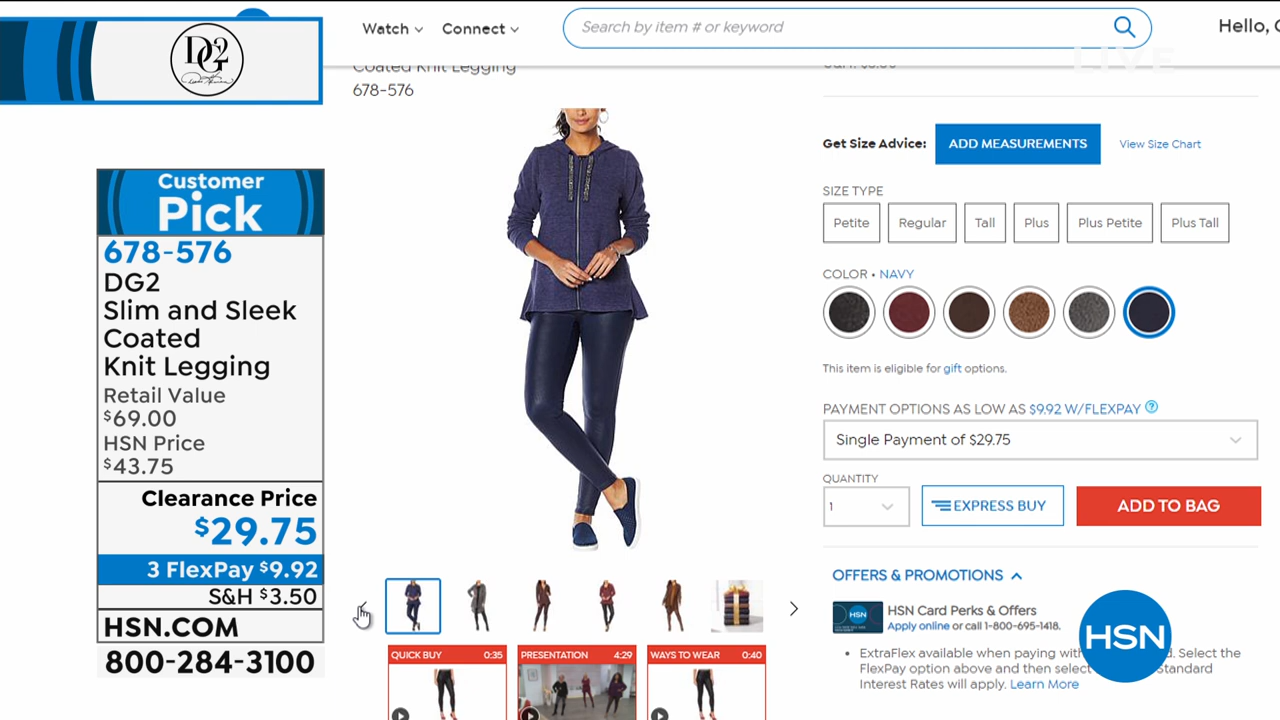 DG2
Watch
Connect
Search by item # or keyword
Hello,
LIVE
Coated Knit Legging
678-576
S&H: $3.50
Customer
Pick
678-576
DG2
Slim and Sleek
Coated
Knit Legging
Retail Value
$69.00
HSN Price
$43.75
Clearance Price
$29.75
3 FlexPay $9.92
S&H $3.50
HSN.COM
800-284-3100
QUICK BUY 0:35
PRESENTATION 4:29
WAYS TO WEAR 0:40
Get Size Advice: ADD MEASUREMENTS View Size Chart
SIZE TYPE
Petite Regular Tall Plus Plus Petite Plus Tall
COLOR • NAVY
This item is eligible for gift options.
PAYMENT OPTIONS AS LOW AS $9.92 W/FLEXPAY ?
Single Payment of $29.75
QUANTITY
1
EXPRESS BUY
ADD TO BAG
OFFERS & PROMOTIONS
HSN
HSN Card Perks & Offers
Apply online or call 1-800-695-1418.
HSN
• ExtraFlex available when paying with Select the
FlexPay option above and then select Standard
Interest Rates will apply. Learn More